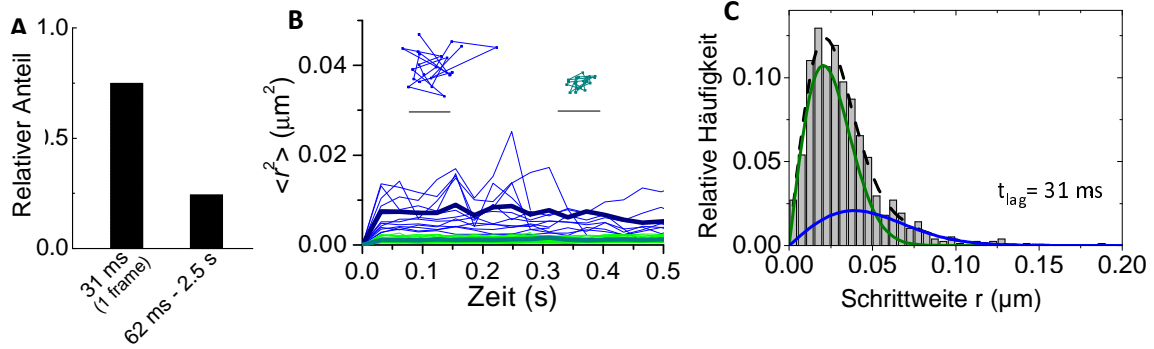 A
Relativer Anteil
1.0
0.5
0.0
31 ms
(1 frame)
62 ms - 2.5 s
B
<r²> (μm²)
0.04
0.02
0.00
0.0 0.1 0.2 0.3 0.4 0.5
Zeit (s)
C
Relative Häufigkeit
0.10
0.05
0.00
t_lag = 31 ms
0.00 0.05 0.10 0.15 0.20
Schrittweite r (μm)